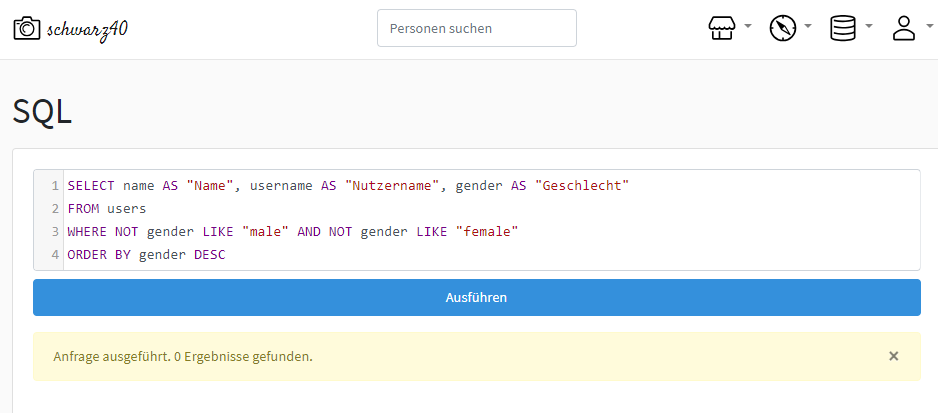 schwarz40
Personen suchen
SQL
1 SELECT name AS "Name", username AS "Nutzername", gender AS "Geschlecht"
2 FROM users
3 WHERE NOT gender LIKE "male" AND NOT gender LIKE "female"
4 ORDER BY gender DESC
Ausführen
Anfrage ausgeführt. 0 Ergebnisse gefunden. ×